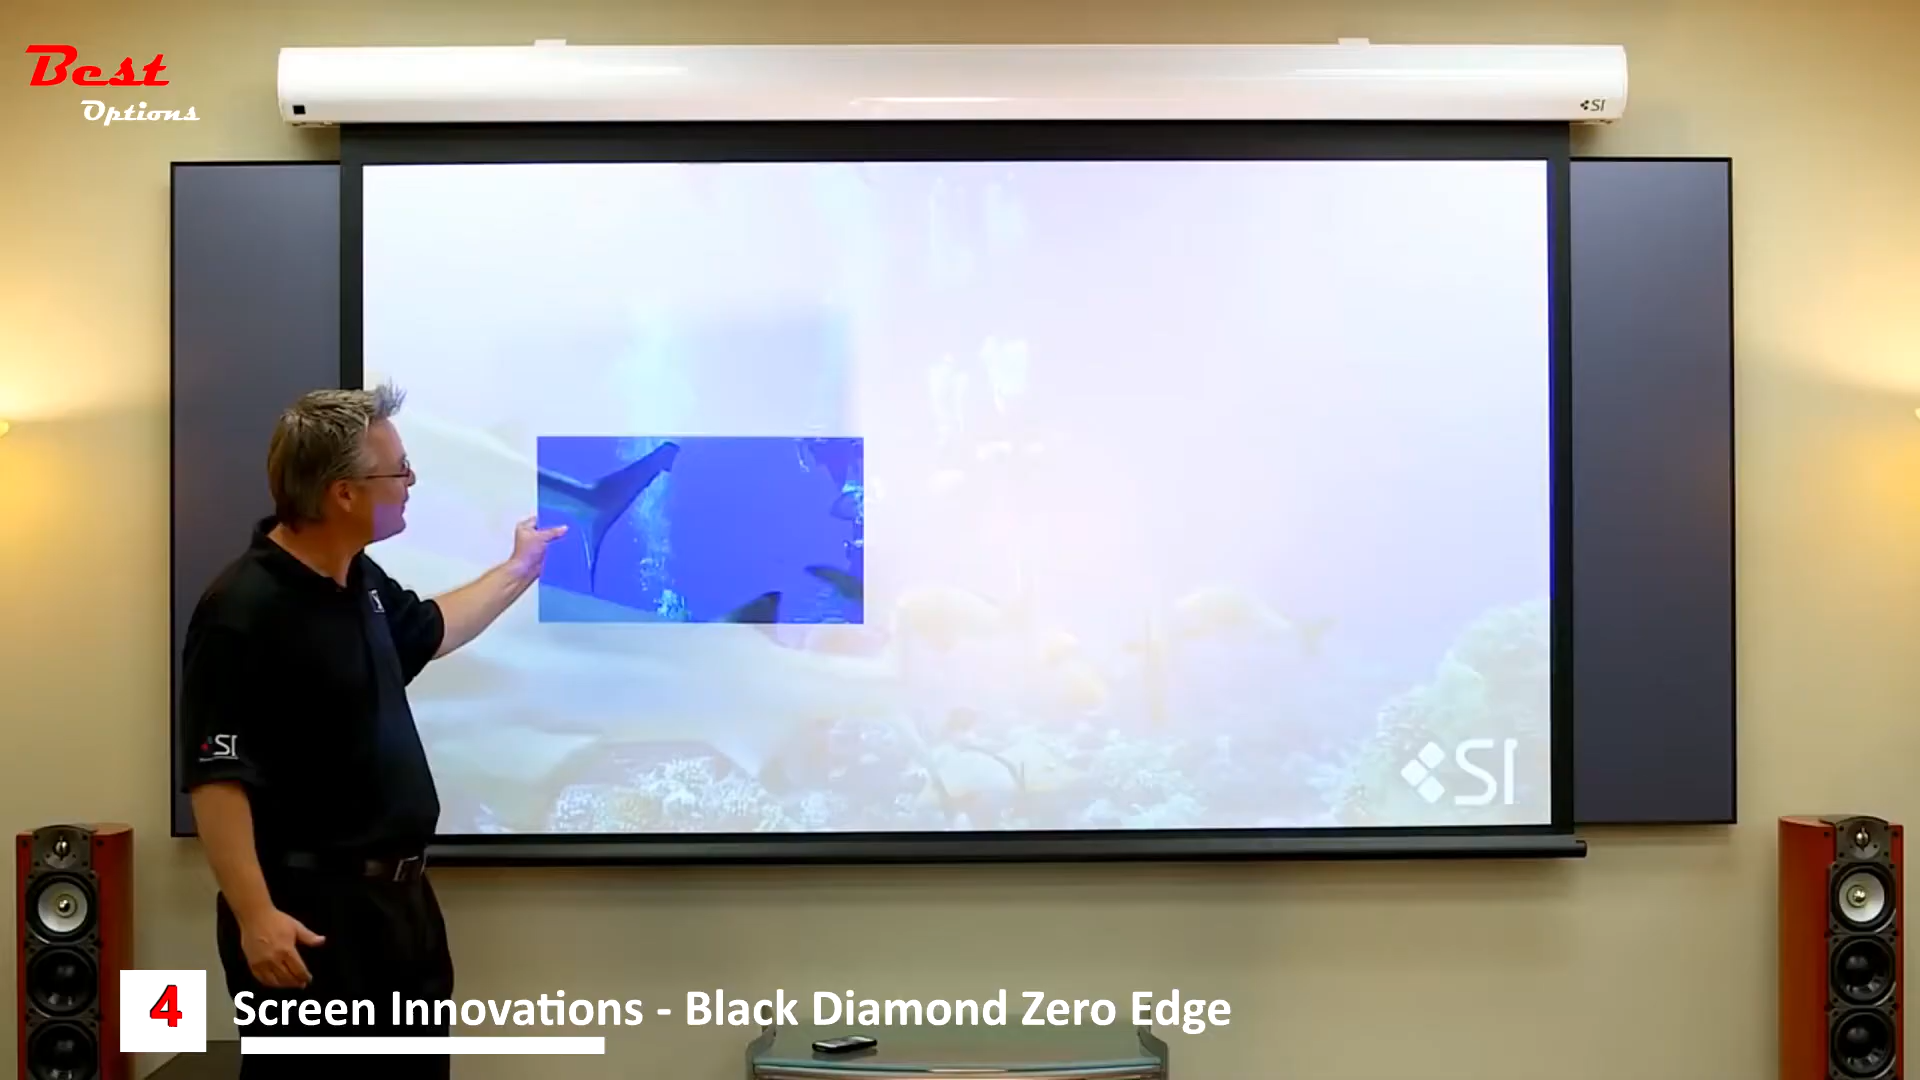 Best
Options
SI
SI
SI
4
Screen Innovations - Black Diamond Zero Edge